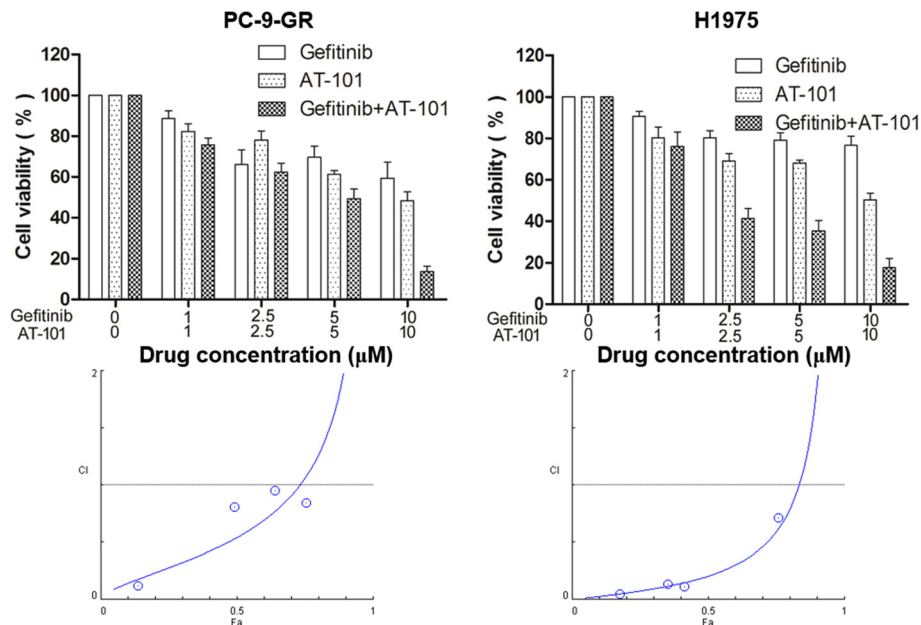 PC-9-GR
120
100
80
60
40
20
0
Cell viability ( % )
Gefitinib
AT-101
Gefitinib+AT-101
Gefitinib 0 1 2.5 5 10
AT-101 0 1 2.5 5 10
Drug concentration (μM)
2
CI
0
0.5
1
Fa
H1975
120
100
80
60
40
20
0
Cell viability ( % )
Gefitinib
AT-101
Gefitinib+AT-101
Gefitinib 0 1 2.5 5 10
AT-101 0 1 2.5 5 10
Drug concentration (μM)
2
CI
0
0.5
1
Fa